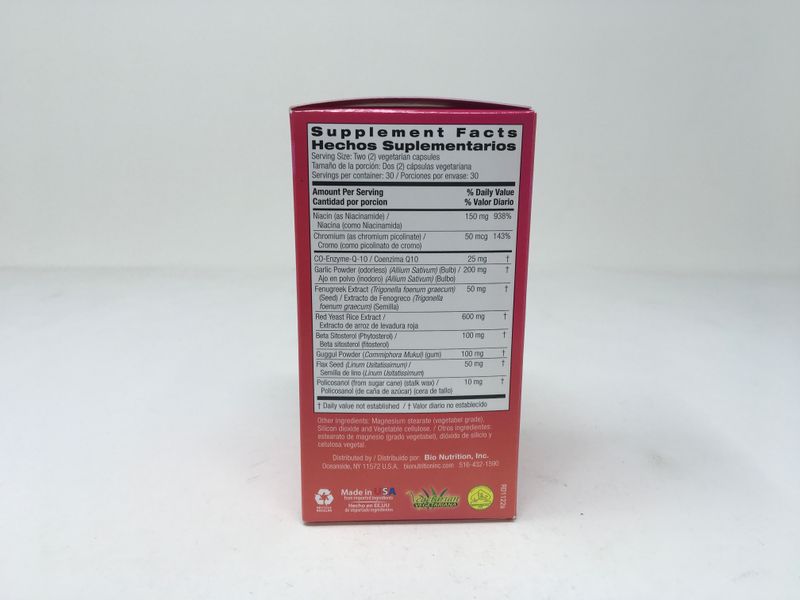 Supplement Facts
Hechos Suplementarios
Serving Size: Two (2) vegetarian capsules
Tamaño de la porción: Dos (2) cápsulas vegetariana
Servings per container: 30 / Porciones por envase: 30
Amount Per Serving % Daily Value
Cantidad por porcion % Valor Diario
Niacin (as Niacinamide) / 150 mg 938%
Niacina (como Niacinamida)
Chromium (as chromium picolinate) / 50 mcg 143%
Cromo (como picolinato de cromo)
CO-Enzyme-Q-10 / Coenzima Q10 25 mg †
Garlic Powder (odorless) (Allium Sativum) (Bulb) / 200 mg †
Ajo en polvo (inodoro) (Allium Sativum) (Bulbo)
Fenugreek Extract (Trigonella foenum graecum) 50 mg †
(Seed) / Extracto de Fenogreco (Trigonella
foenum graecum) (Semilla)
Red Yeast Rice Extract / 600 mg †
Extracto de arroz de levadura roja
Beta Sitosterol (Phytosterol) / 100 mg †
Beta sitosterol (fitosterol)
Guggul Powder (Commiphora Mukul) (gum) 100 mg †
Flax Seed (Linum Usitatissimum) / 50 mg †
Semilla de lino (Linum Usitatissimum)
Policosanol (from sugar cane) (stalk wax) / 10 mg †
Policosanol (de caña de azúcar) (cera de tallo)
† Daily value not established / † Valor diario no establecido
Other ingredients: Magnesium stearate (vegetabel grade),
Silicon dioxide and Vegetable cellulose. / Otros ingredientes:
estearato de magnesio (grado vegetabel), dióxido de silicio y
celulosa vegetal.
Distributed by / Distribuido por: Bio Nutrition, Inc.
Oceanside, NY 11572 U.S.A. bionutritioninc.com 516-432-1590
Made in USA
from imported ingredients
Hecho en EE.UU
Vegetarian
VEGETARIANA
RD1122a